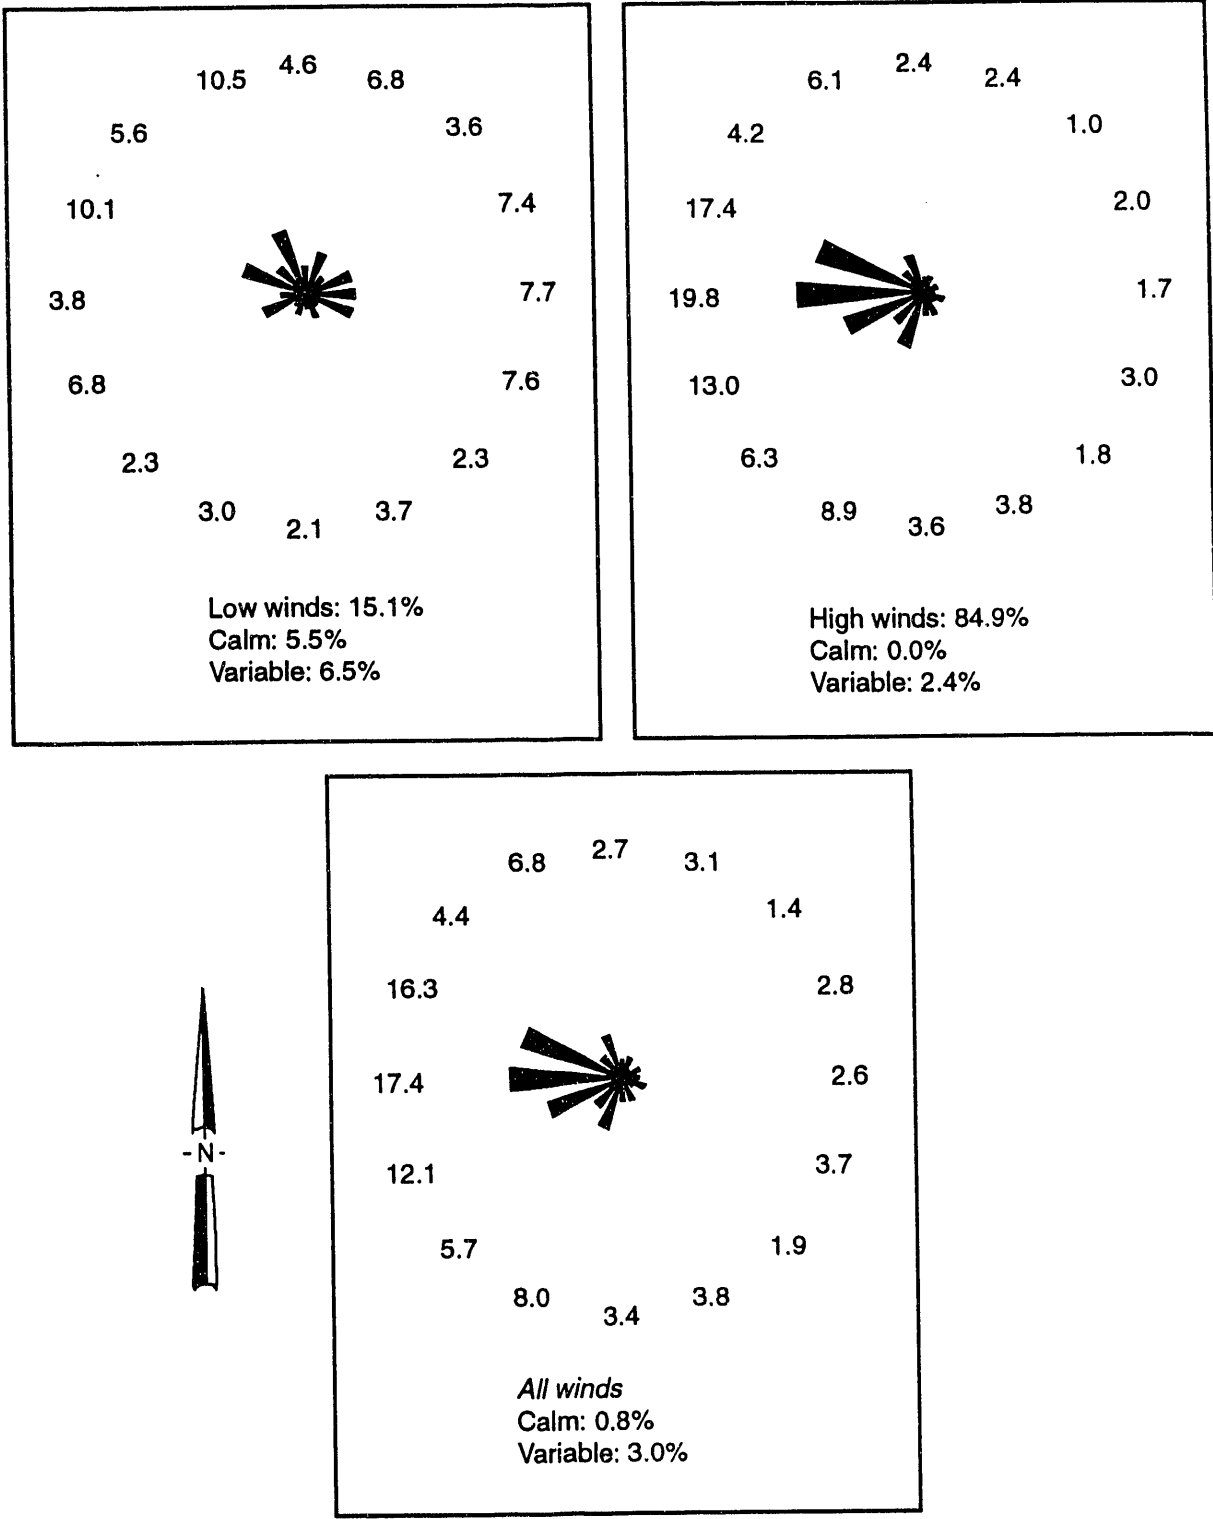 4.6
10.5 6.8
5.6 3.6
10.1 7.4
3.8 7.7
6.8 7.6
2.3 2.3
3.0 3.7
2.1
Low winds: 15.1%
Calm: 5.5%
Variable: 6.5%
2.4
6.1 2.4
4.2 1.0
17.4 2.0
19.8 1.7
13.0 3.0
6.3 1.8
8.9 3.8
3.6
High winds: 84.9%
Calm: 0.0%
Variable: 2.4%
2.7
6.8 3.1
4.4 1.4
16.3 2.8
17.4 2.6
12.1 3.7
5.7 1.9
8.0 3.8
3.4
All winds
Calm: 0.8%
Variable: 3.0%
-N-